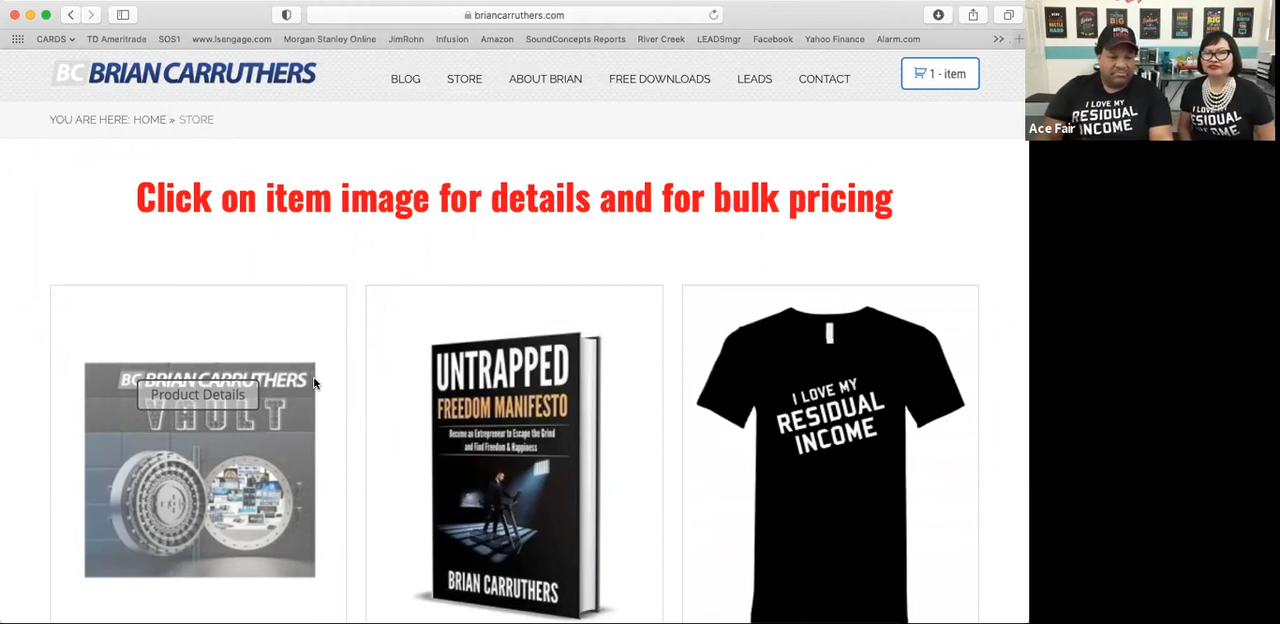 briancarruthers.com
CARDS
TD Ameritrade
SOS1
www.lsengage.com
Morgan Stanley Online
JimRohn
Infusion
Amazon
SoundConcepts Reports
River Creek
LEADSmgr
Facebook
Yahoo Finance
Alarm.com
BC BRIAN CARRUTHERS
BLOG
STORE
ABOUT BRIAN
FREE DOWNLOADS
LEADS
CONTACT
1 - item
YOU ARE HERE: HOME » STORE
Click on item image for details and for bulk pricing
BC BRIAN CARRUTHERS
Product Details
VAULT
UNTRAPPED
FREEDOM MANIFESTO
Become an Entrepreneur to Escape the Grind
and Find Freedom & Happiness
BRIAN CARRUTHERS
I LOVE MY
RESIDUAL
INCOME
I LOVE MY
RESIDUAL
INCOME
I LOVE MY
RESIDUAL
Ace Fair